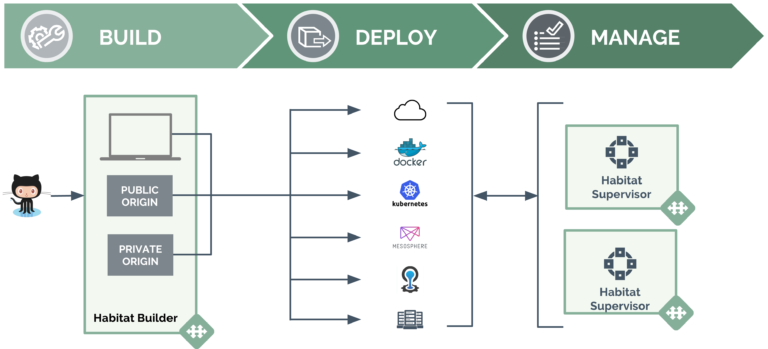 BUILD
DEPLOY
MANAGE
PUBLIC
ORIGIN
PRIVATE
ORIGIN
Habitat Builder
docker
kubernetes
MESOSPHERE
Habitat
Supervisor
Habitat
Supervisor